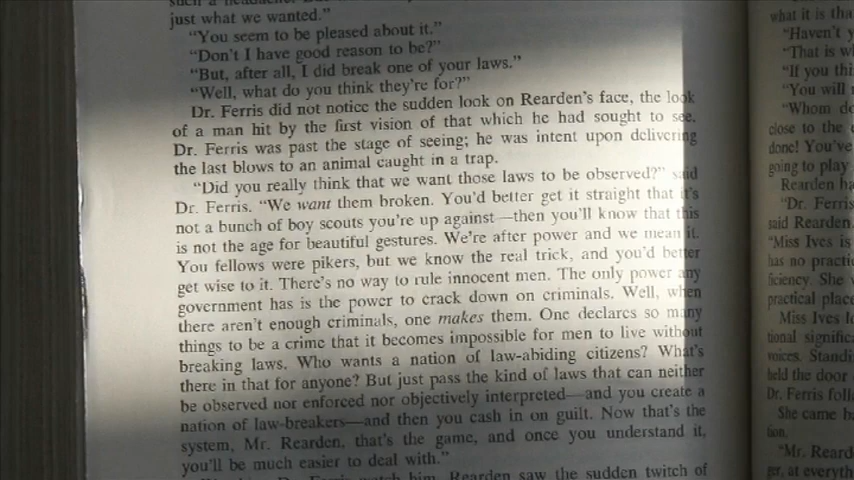 such a headache. But
just what we wanted."
"You seem to be pleased about it."
"Don't I have good reason to be?"
"But, after all, I did break one of your laws."
"Well, what do you think they're for?"
Dr. Ferris did not notice the sudden look on Rearden's face, the look
of a man hit by the first vision of that which he had sought to see.
Dr. Ferris was past the stage of seeing; he was intent upon delivering
the last blows to an animal caught in a trap.
"Did you really think that we want those laws to be observed?" said
Dr. Ferris. "We want them broken. You'd better get it straight that it's
not a bunch of boy scouts you're up against—then you'll know that this
is not the age for beautiful gestures. We're after power and we mean it.
You fellows were pikers, but we know the real trick, and you'd better
get wise to it. There's no way to rule innocent men. The only power any
government has is the power to crack down on criminals. Well, when
there aren't enough criminals, one makes them. One declares so many
things to be a crime that it becomes impossible for men to live without
breaking laws. Who wants a nation of law-abiding citizens? What's
there in that for anyone? But just pass the kind of laws that can neither
be observed nor enforced nor objectively interpreted—and you create a
nation of law-breakers—and then you cash in on guilt. Now that's the
system, Mr. Rearden, that's the game, and once you understand it,
you'll be much easier to deal with."
him, Rearden saw the sudden twitch of
what it is tha
"Haven't y
"That is wh
"If you thi
"You will
"Whom do
close to the
done! You've
going to play
Rearden ha
"Dr. Ferris
said Rearden.
"Miss Ives is
has no practic
ficiency. She
practical place
Miss Ives lo
tional signific
voices. Standi
held the door
Dr. Ferris foll
She came b
tion.
"Mr. Reard
ger, at everyth